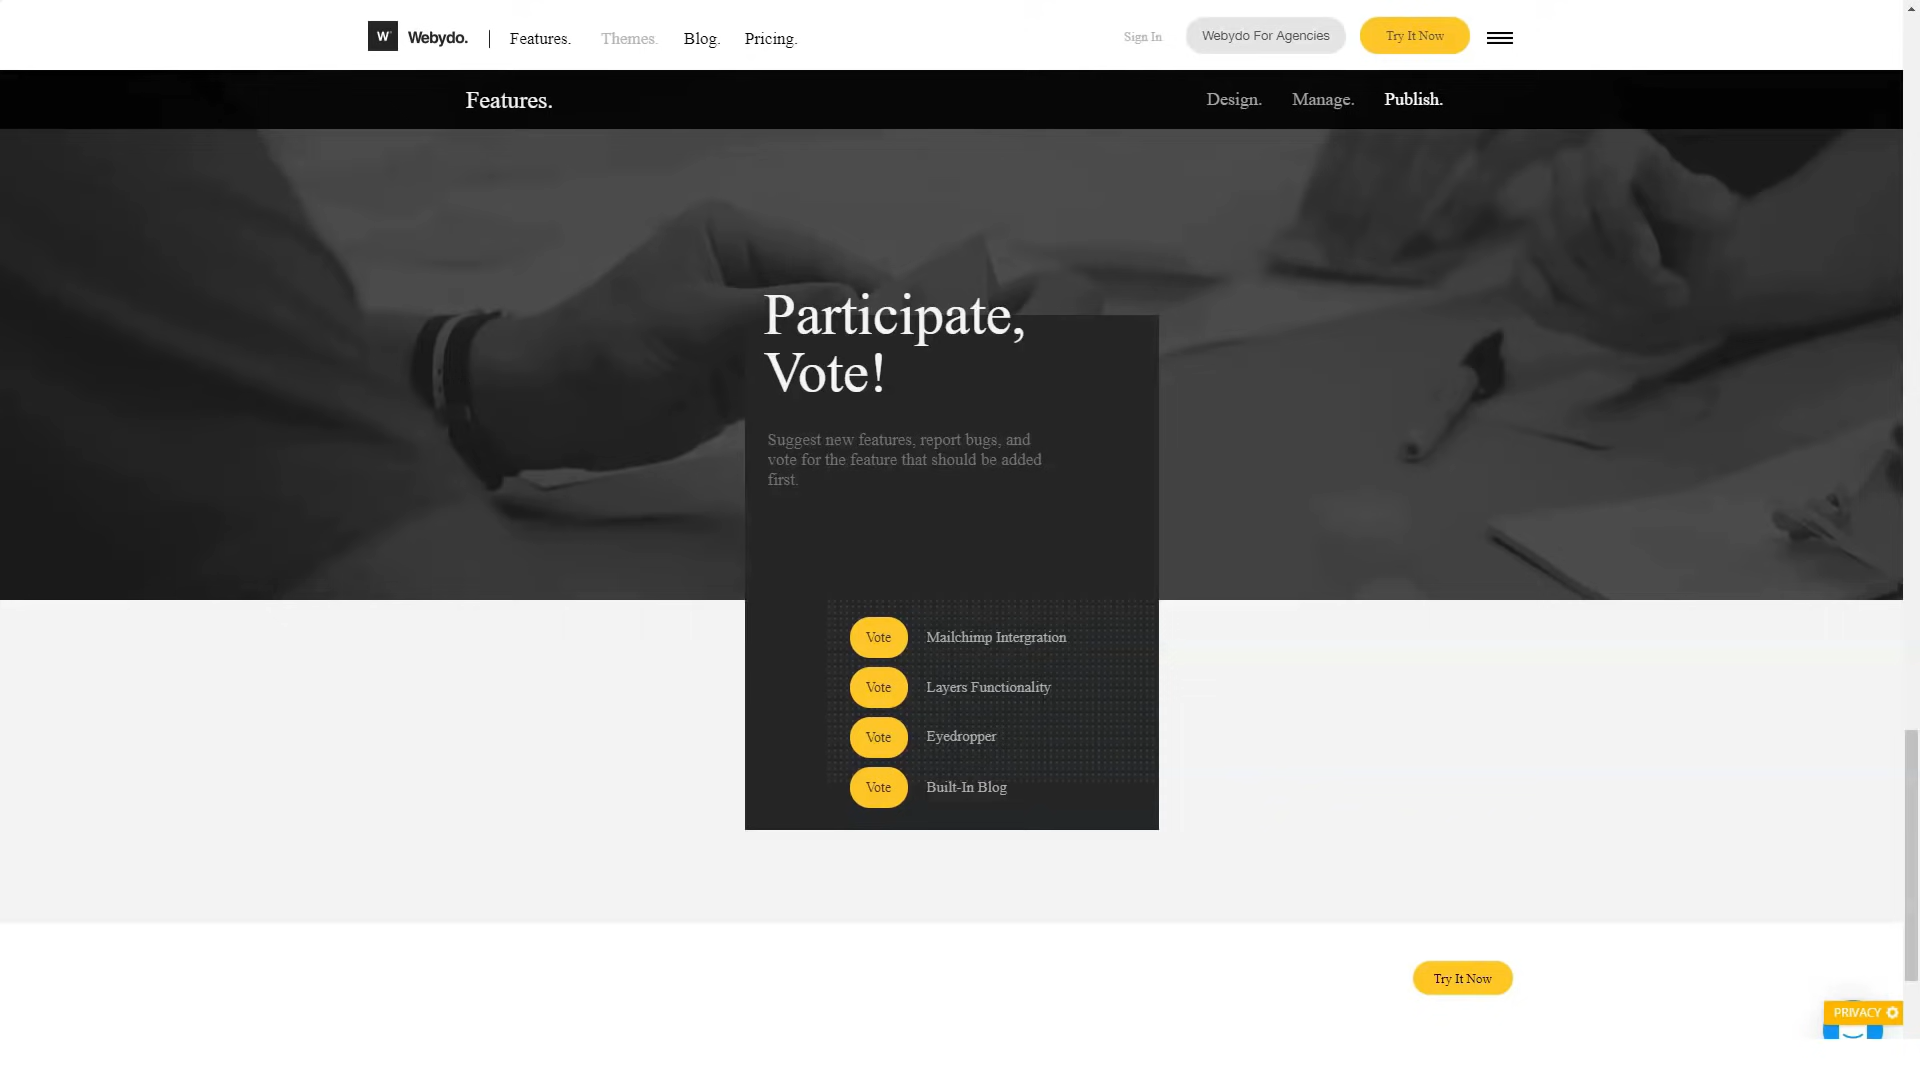 W Webydo. Features. Themes. Blog. Pricing. Sign In Webydo For Agencies Try It Now
Features. Design. Manage. Publish.
Participate,
Vote!
Suggest new features, report bugs, and
vote for the feature that should be added
first.
Vote Mailchimp Intergration
Vote Layers Functionality
Vote Eyedropper
Vote Built-In Blog
Try It Now
PRIVACY